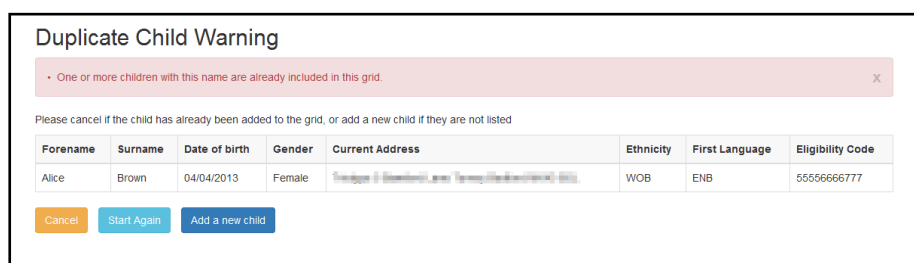 Duplicate Child Warning
• One or more children with this name are already included in this grid. x
Please cancel if the child has already been added to the grid, or add a new child if they are not listed
Forename Surname Date of birth Gender Current Address Ethnicity First Language Eligibility Code
Alice Brown 04/04/2013 Female WOB ENB 55556666777
Cancel Start Again Add a new child